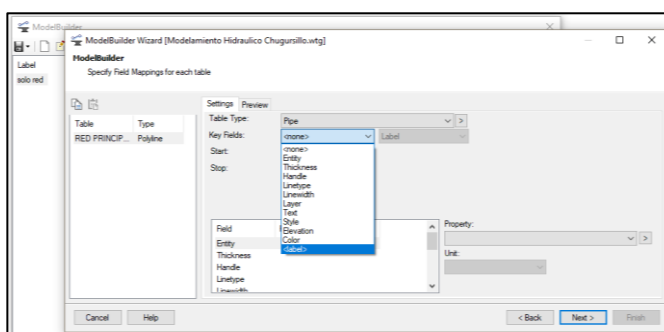 ModelBuilder
ModelBuilder Wizard [Modelamiento Hidraulico Chugursillo.wtg]
ModelBuilder
Specify Field Mappings for each table
Label
solo red
Table Type
RED PRINCIP... Polyline
Settings Preview
Table Type: Pipe >
Key Fields: <none> Label
Start:
Stop:
<none>
Entity
Thickness
Handle
Linetype
Linewidth
Layer
Text
Style
Elevation
Color
<label>
Field
Entity
Thickness
Handle
Linetype
Linewidth
Property:
>
Unit:
Cancel Help < Back Next > Finish